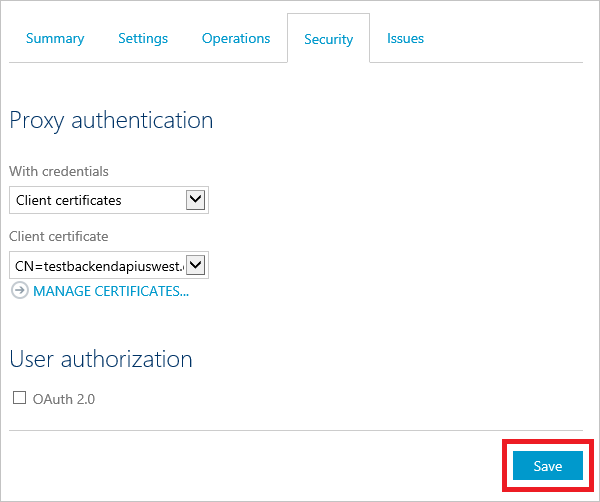 Summary Settings Operations Security Issues
Proxy authentication
With credentials
Client certificates
Client certificate
CN=testbackendapiuswest.
MANAGE CERTIFICATES...
User authorization
OAuth 2.0
Save